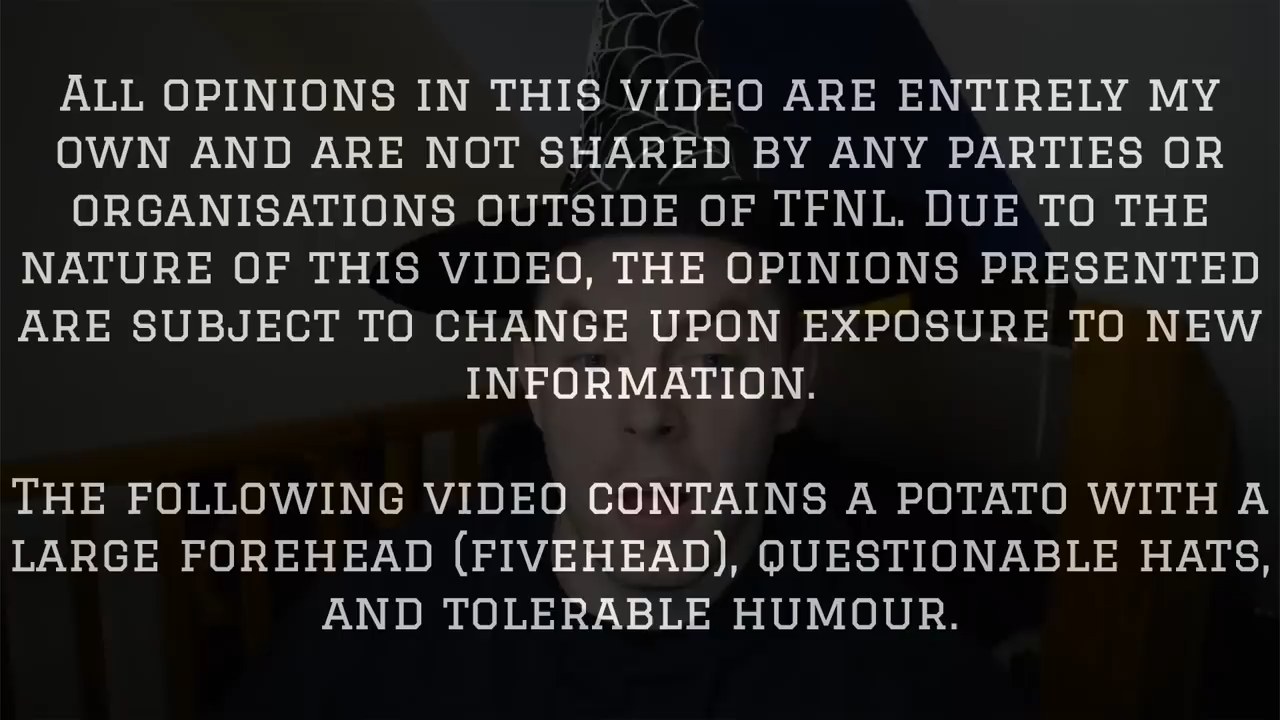 All opinions in this video are entirely my
own and are not shared by any parties or
organisations outside of TFNL. Due to the
nature of this video, the opinions presented
are subject to change upon exposure to new
information.
The following video contains a potato with a
large forehead (fivehead), questionable hats,
and tolerable humour.